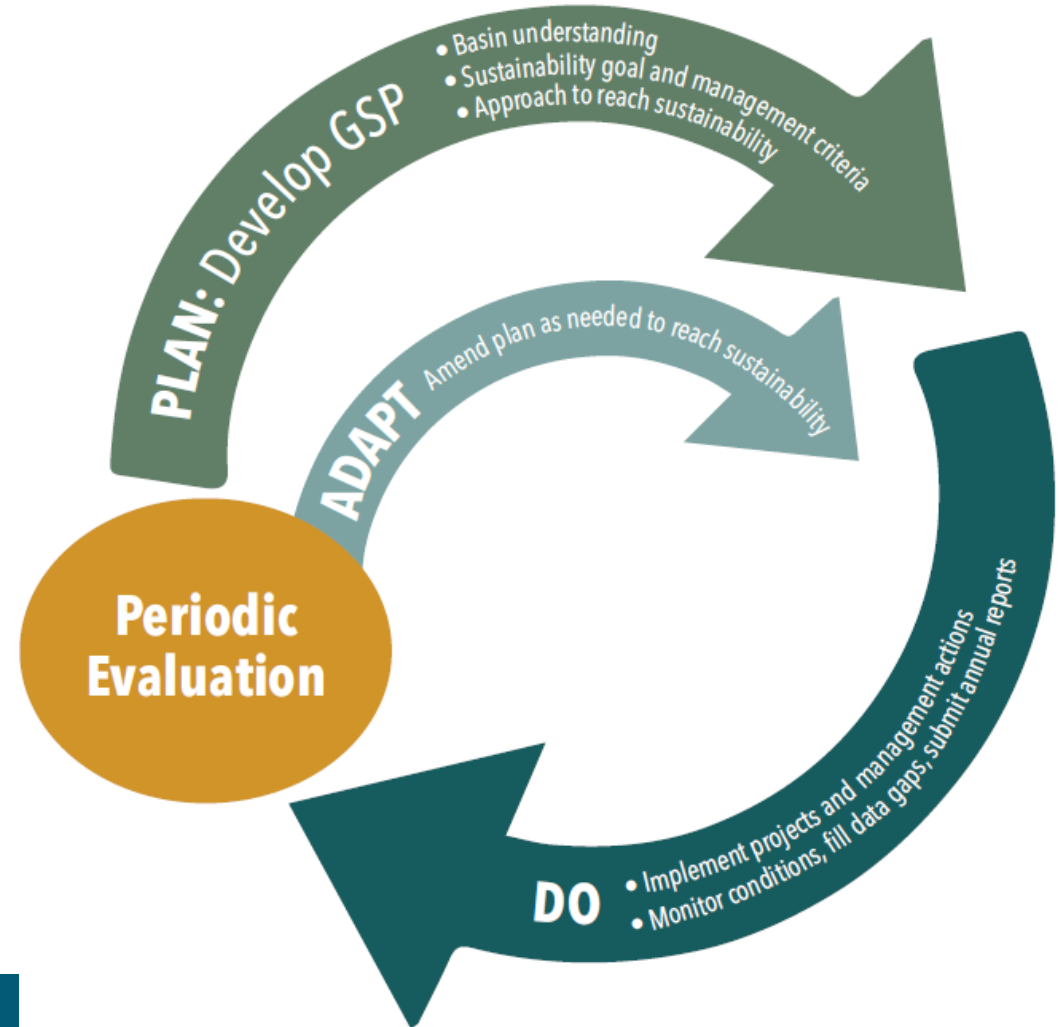 PLAN: Develop GSP
• Basin understanding
• Sustainability goal and management criteria
• Approach to reach sustainability
ADAPT Amend plan as needed to reach sustainability
Periodic
Evaluation
DO
• Implement projects and management actions
• Monitor conditions, fill data gaps, submit annual reports